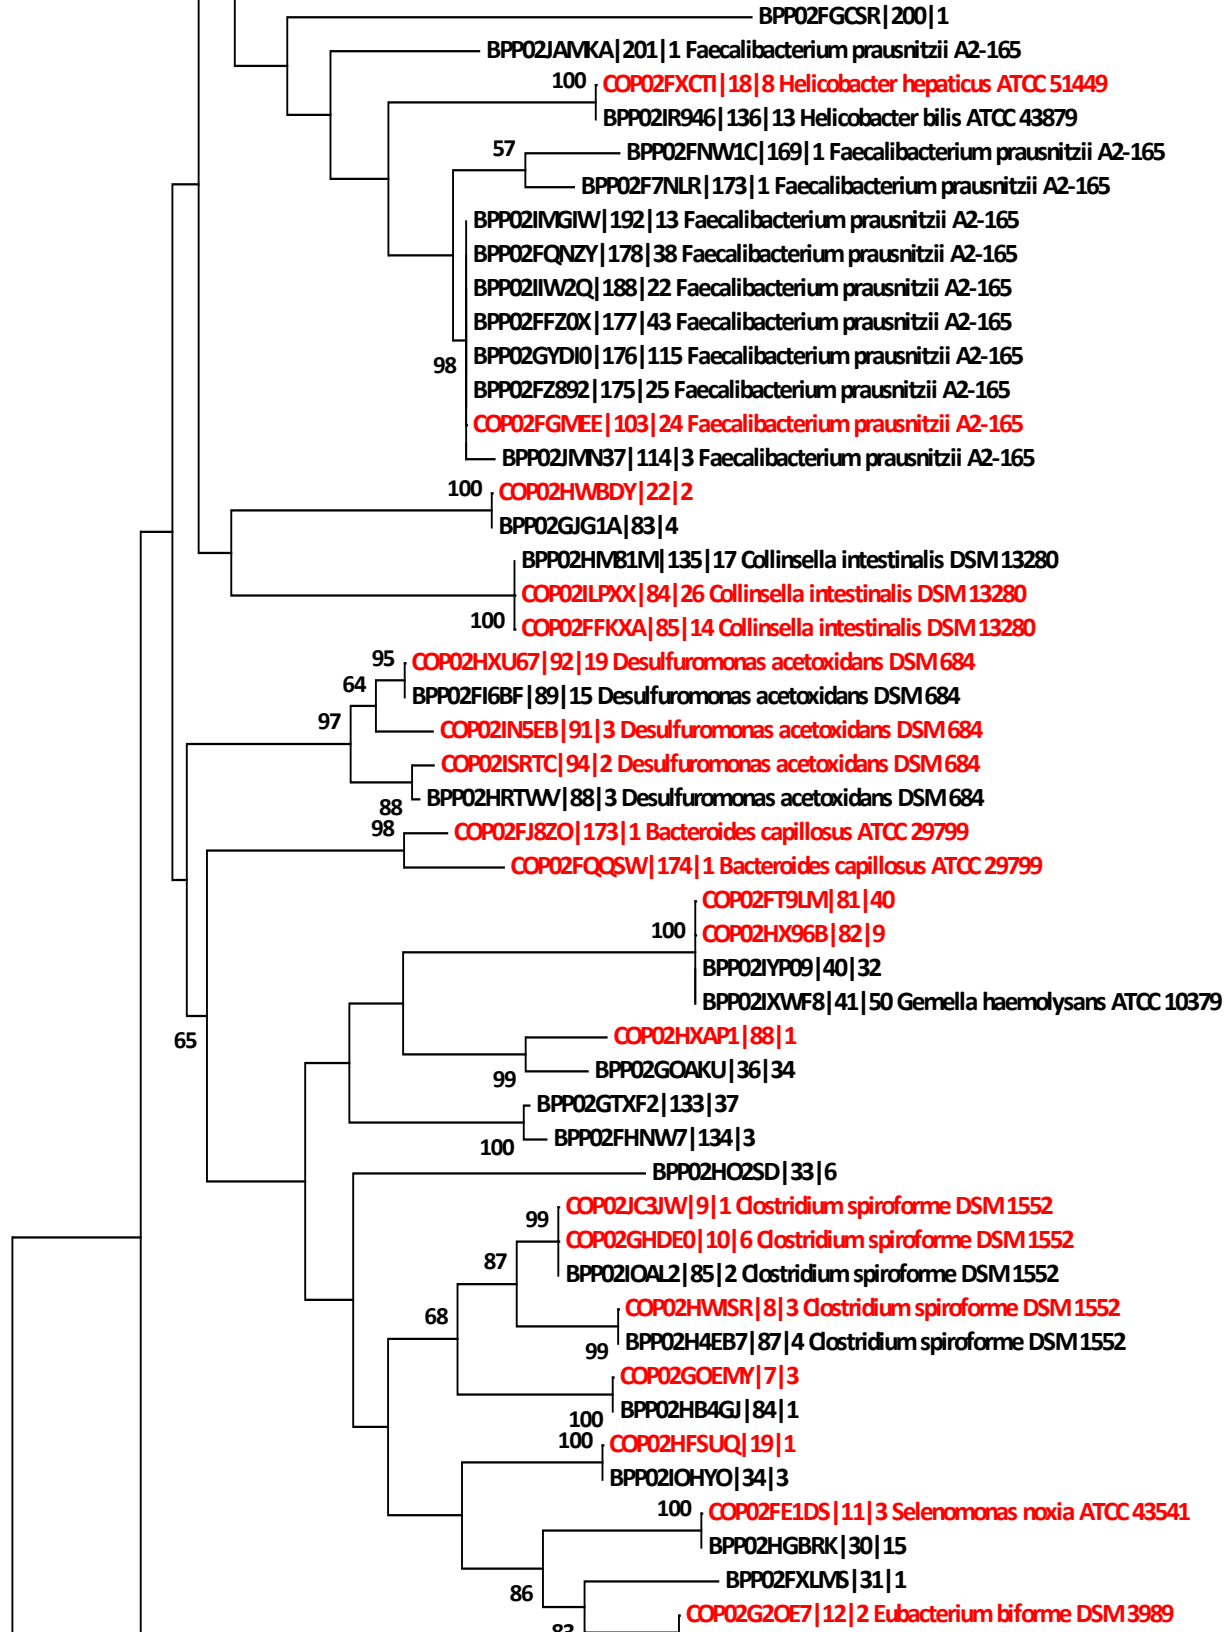 BPP02FGCSR|200|1
BPP02JAMKA|201|1 Faecalibacterium prausnitzii A2-165
100
COP02FXCTI|18|8 Helicobacter hepaticus ATCC 51449
BPP02IR946|136|13 Helicobacter bilis ATCC 43879
57
BPP02FNW1C|169|1 Faecalibacterium prausnitzii A2-165
BPP02F7NLR|173|1 Faecalibacterium prausnitzii A2-165
BPP02IMGIW|192|13 Faecalibacterium prausnitzii A2-165
BPP02FQNZY|178|38 Faecalibacterium prausnitzii A2-165
BPP02IIW2Q|188|22 Faecalibacterium prausnitzii A2-165
BPP02FFZ0X|177|43 Faecalibacterium prausnitzii A2-165
BPP02GYDI0|176|115 Faecalibacterium prausnitzii A2-165
98
BPP02FZ892|175|25 Faecalibacterium prausnitzii A2-165
COP02FGMEE|103|24 Faecalibacterium prausnitzii A2-165
BPP02JMN37|114|3 Faecalibacterium prausnitzii A2-165
100
COP02HWBDY|22|2
BPP02GJG1A|83|4
BPP02HM81M|135|17 Collinsella intestinalis DSM 13280
COP02ILPXX|84|26 Collinsella intestinalis DSM 13280
100
COP02FFKXA|85|14 Collinsella intestinalis DSM 13280
95
COP02HXU67|92|19 Desulfuromonas acetoxidans DSM 684
64
BPP02FI6BF|89|15 Desulfuromonas acetoxidans DSM 684
97
COP02IN5EB|91|3 Desulfuromonas acetoxidans DSM 684
COP02ISRTC|94|2 Desulfuromonas acetoxidans DSM 684
88
BPP02HRTWV|88|3 Desulfuromonas acetoxidans DSM 684
98
COP02FJ8ZO|173|1 Bacteroides capillosus ATCC 29799
COP02FQQSW|174|1 Bacteroides capillosus ATCC 29799
COP02FT9LM|81|40
100
COP02HX96B|82|9
BPP02IYP09|40|32
BPP02IXWF8|41|50 Gemella haemolysans ATCC 10379
65
COP02HXAP1|88|1
BPP02GOAKU|36|34
99
BPP02GTXF2|133|37
BPP02FHNW7|134|3
100
BPP02HO2SD|33|6
COP02JC3JW|9|1 Clostridium spiroforme DSM 1552
99
COP02GHDE0|10|6 Clostridium spiroforme DSM 1552
87
BPP02IOAL2|85|2 Clostridium spiroforme DSM 1552
COP02HWISR|8|3 Clostridium spiroforme DSM 1552
68
BPP02H4EB7|87|4 Clostridium spiroforme DSM 1552
99
COP02GOEMY|7|3
BPP02HB4GJ|84|1
100
100
COP02HFSUQ|19|1
BPP02IOHYO|34|3
100
COP02FE1DS|11|3 Selenomonas noxia ATCC 43541
BPP02HGBRK|30|15
BPP02FXLMS|31|1
86
COP02G2OE7|12|2 Eubacterium biforme DSM 3989
83